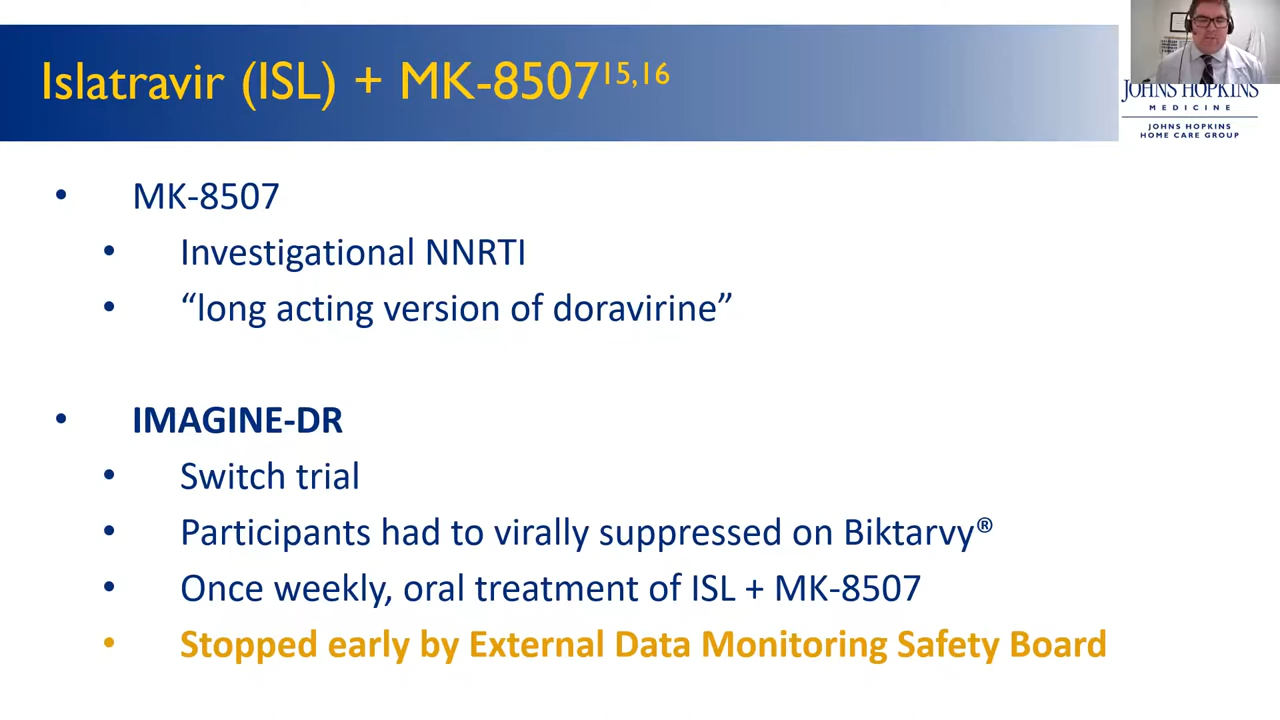 Islatravir (ISL) + MK-8507¹⁵,¹⁶
JOHNS HOPKINS
MEDICINE
JOHNS HOPKINS
HOME CARE GROUP
• MK-8507
• Investigational NNRTI
• “long acting version of doravirine”
• IMAGINE-DR
• Switch trial
• Participants had to virally suppressed on Biktarvy®
• Once weekly, oral treatment of ISL + MK-8507
• Stopped early by External Data Monitoring Safety Board